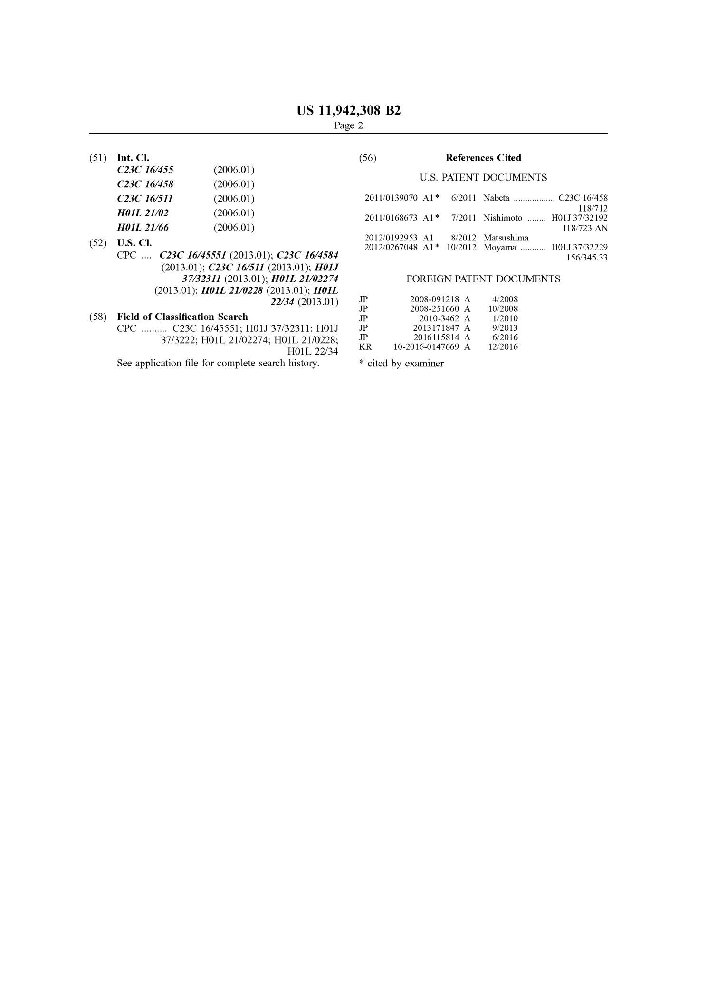 US 11,942,308 B2
Page 2
(51) Int. Cl.
C23C 16/455 (2006.01)
C23C 16/458 (2006.01)
C23C 16/511 (2006.01)
H01L 21/02 (2006.01)
H01L 21/66 (2006.01)
(52) U.S. Cl.
CPC .... C23C 16/45551 (2013.01); C23C 16/4584
(2013.01); C23C 16/511 (2013.01); H01J
37/32311 (2013.01); H01L 21/02274
(2013.01); H01L 21/0228 (2013.01); H01L
22/34 (2013.01)
(58) Field of Classification Search
CPC .......... C23C 16/45551; H01J 37/32311; H01J
37/3222; H01L 21/02274; H01L 21/0228;
H01L 22/34
See application file for complete search history.
(56) References Cited
U.S. PATENT DOCUMENTS
2011/0139070 A1* 6/2011 Nabeta .................. C23C 16/458
118/712
2011/0168673 A1* 7/2011 Nishimoto ........ H01J 37/32192
118/723 AN
2012/0192953 A1 8/2012 Matsushima
2012/0267048 A1* 10/2012 Moyama ........... H01J 37/32229
156/345.33
FOREIGN PATENT DOCUMENTS
JP 2008-091218 A 4/2008
JP 2008-251660 A 10/2008
JP 2010-3462 A 1/2010
JP 2013171847 A 9/2013
JP 2016115814 A 6/2016
KR 10-2016-0147669 A 12/2016
* cited by examiner